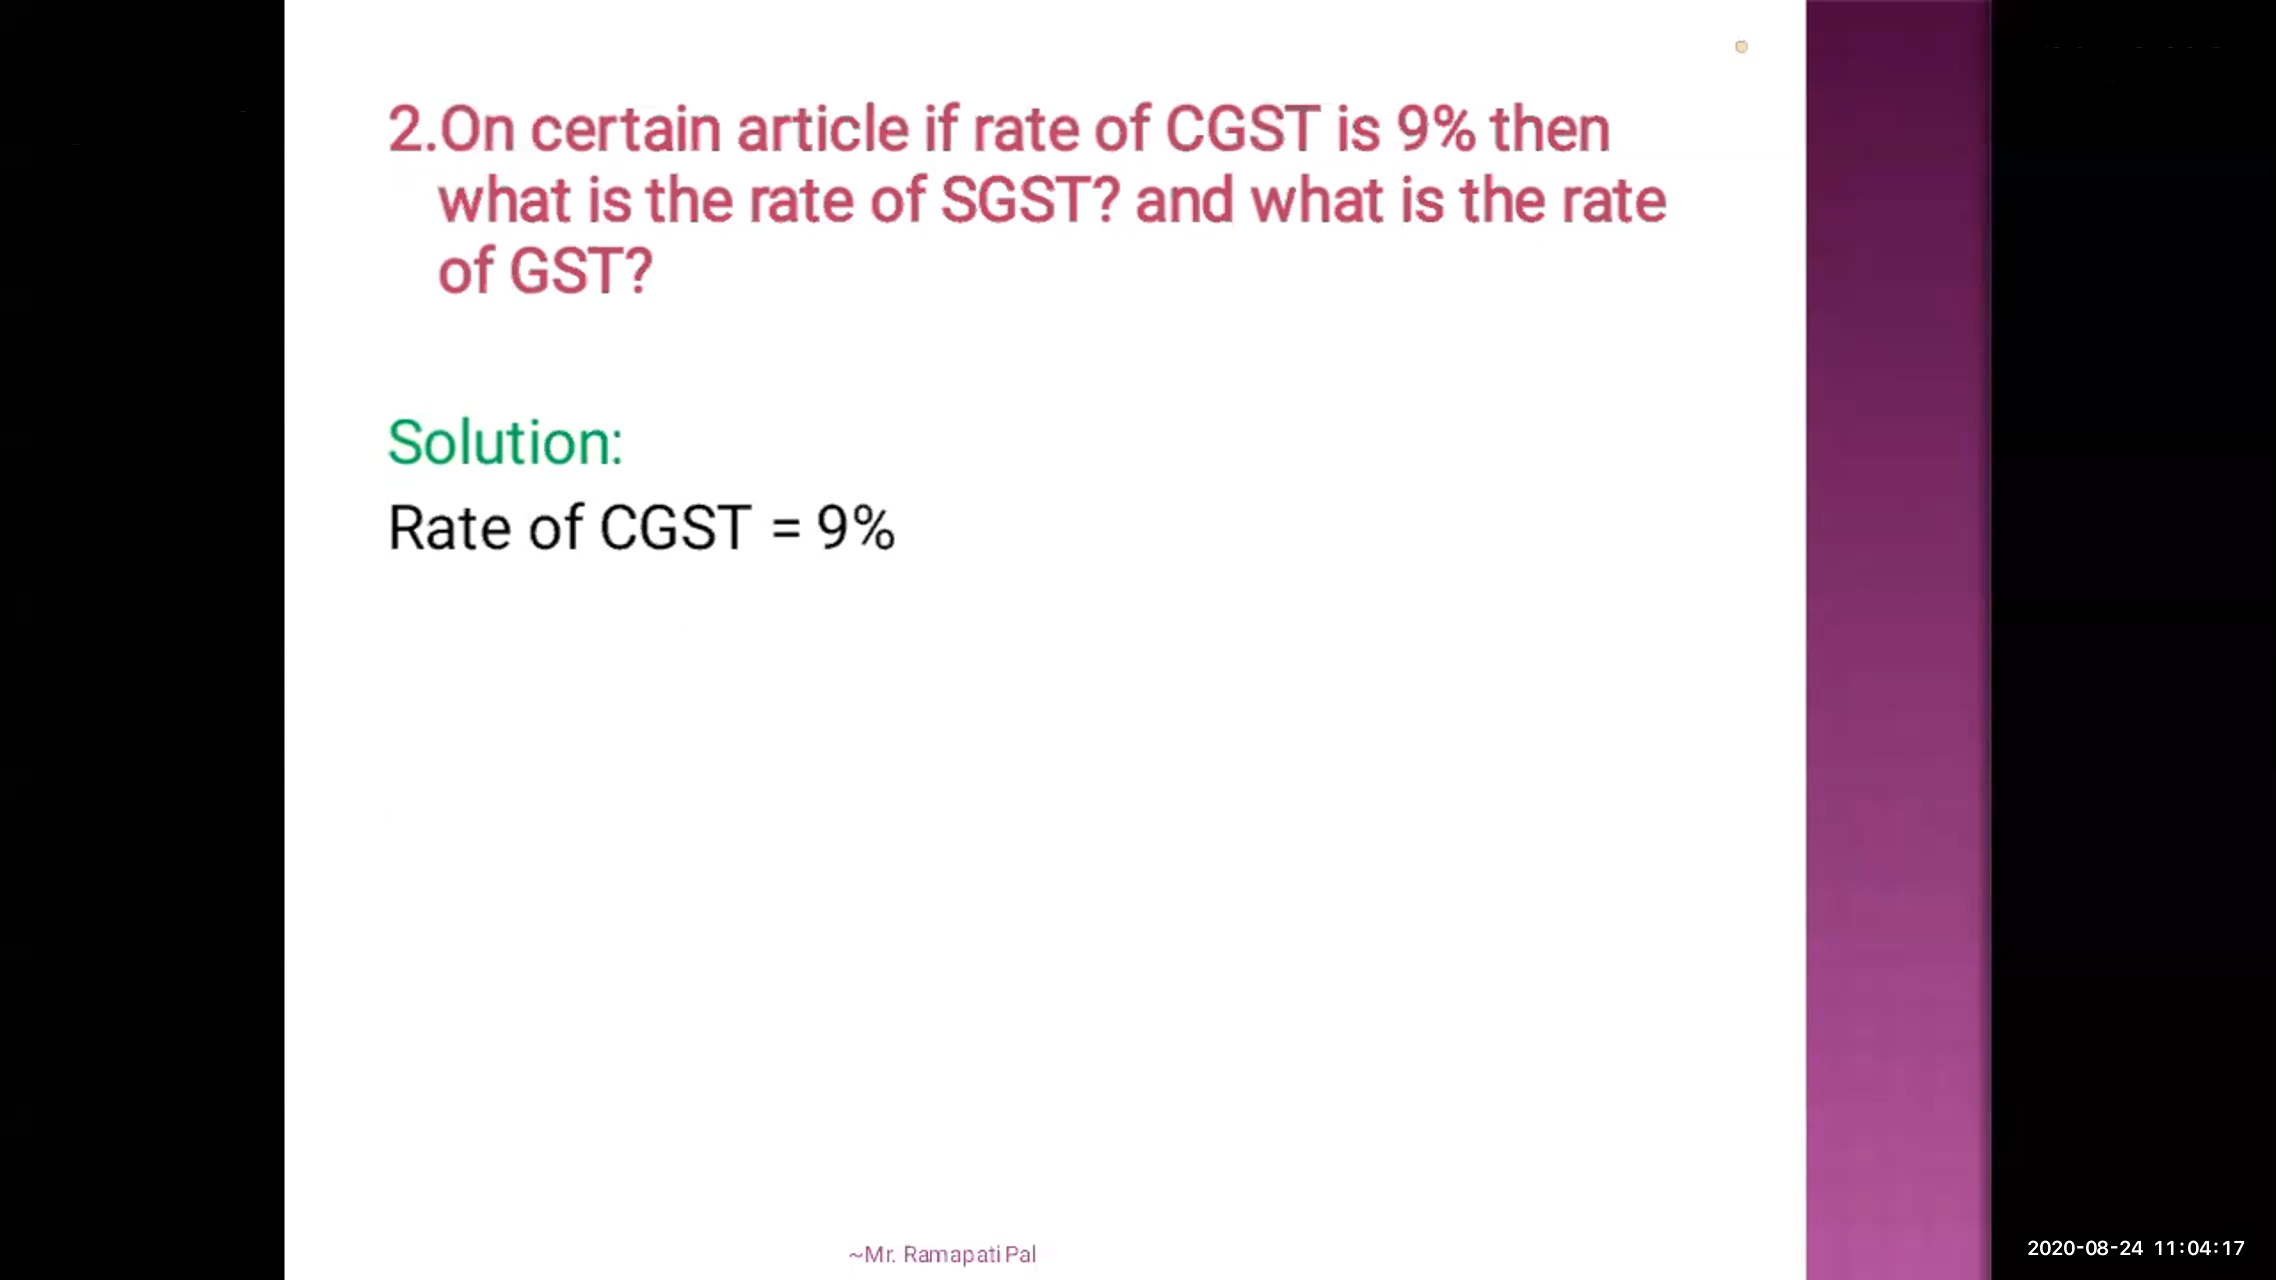 2.On certain article if rate of CGST is 9% then
what is the rate of SGST? and what is the rate
of GST?
Solution:
Rate of CGST = 9%
~Mr. Ramapati Pal
2020-08-24 11:04:17